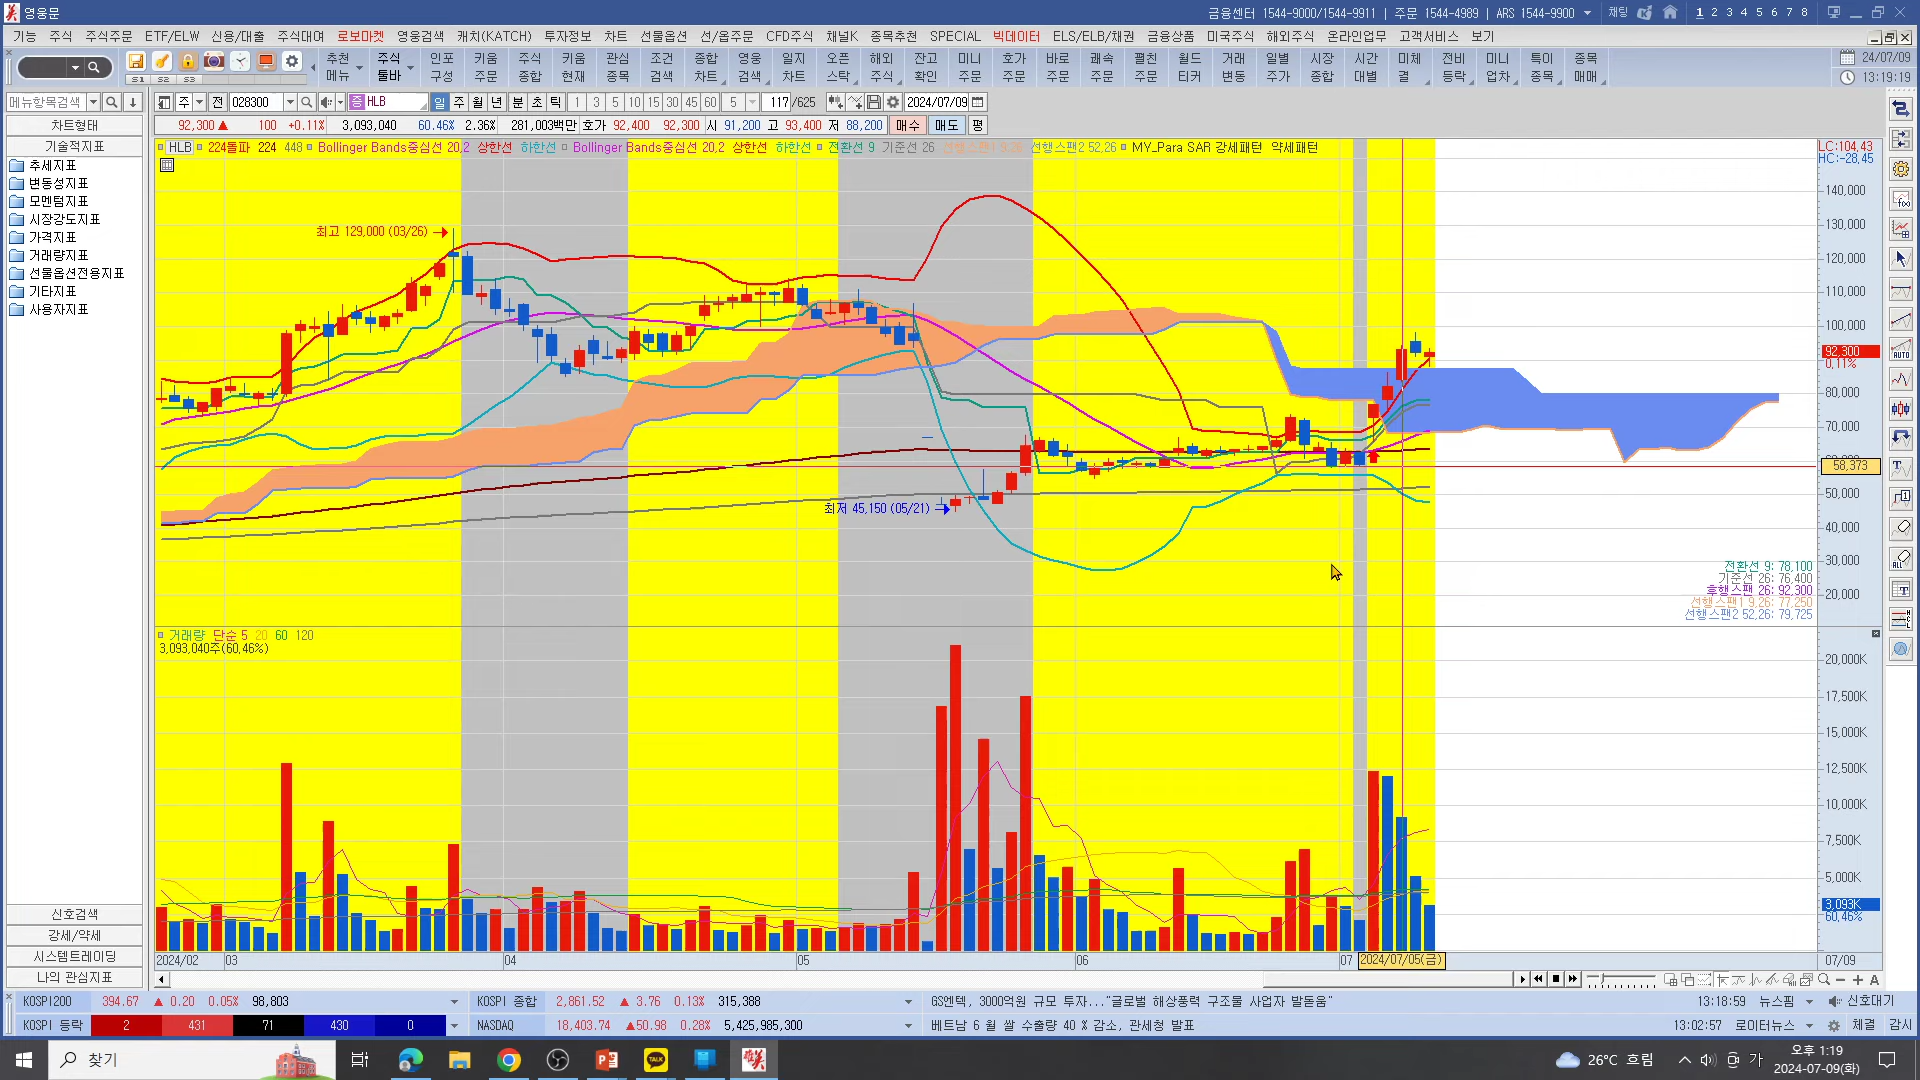 영웅문
금융센터 1544-9000/1544-9911 | 주문 1544-4989 | ARS 1544-9900 채팅 1 2 3 4 5 6 7 8
기능 주식 주식주문 ETF/ELW 신용/대출 주식대여 로보마켓 영웅검색 캐치(KATCH) 투자정보 차트 선물옵션 선/옵주문 CFD주식 채널K 종목추천 SPECIAL 빅데이터 ELS/ELB/채권 금융상품 미국주식 해외주식 온라인업무 고객서비스 보기
추천 주식 인포 키움 주식 키움 관심 조건 종합 영웅 일지 오픈 해외 잔고 미니 호가 바로 쾌속 펼친 월드 거래 일별 시장 시간 미체 전비 미니 특이 종목
메뉴 툴바 구성 주문 종합 현재 종목 검색 차트 검색 차트 스탁 주식 확인 주문 주문 주문 주문 주문 티커 변동 주가 종합 대별 결 등락 업차 종목 매매
S1 S2 S3
24/07/09
13:19:19
메뉴항목검색 주 전 028300 증 HLB 일 주 월 년 분 초 틱 1 3 5 10 15 30 45 60 5 117 /625 2024/07/09
92,300 ▲ 100 +0.11% 3,093,040 60.46% 2.36% 281,003백만 호가 92,400 92,300 시 91,200 고 93,400 저 88,200 매수 매도 평
차트형태
기술적지표
추세지표
변동성지표
모멘텀지표
시장강도지표
가격지표
거래량지표
선물옵션전용지표
기타지표
사용자지표
신호검색
강세/약세
시스템트레이딩
나의 관심지표
HLB 224돌파 224 448 Bollinger Bands중심선 20,2 상한선 하한선 Bollinger Bands중심선 20,2 상한선 하한선 전환선 9 기준선 26 선행스팬1 9,26 선행스팬2 52,26 MY_Para SAR 강세패턴 약세패턴
LC:104,43
HC:-28,45
140,000
130,000
120,000
110,000
100,000
92,300
0,11%
80,000
70,000
58,373
50,000
40,000
30,000
20,000
최고 129,000 (03/26)
최저 45,150 (05/21)
전환선 9: 78,100
기준선 26: 76,400
후행스팬 26: 92,300
선행스팬1 9,26: 77,250
선행스팬2 52,26: 79,725
거래량 단순 5 20 60 120
3,093,040주(60,46%)
20,000K
17,500K
15,000K
12,500K
10,000K
7,500K
5,000K
3,093K
60,46%
2024/02 03 04 05 06 07 2024/07/05(금) 07/09
KOSPI200 394.67 ▲ 0.20 0.05% 98,803 KOSPI 종합 2,861.52 ▲ 3.76 0.13% 315,388 GS엔텍, 3000억원 규모 투자..."글로벌 해상풍력 구조물 사업자 발돋움" 13:18:59 뉴스핌 신호대기
KOSPI 등락 2 431 71 430 0 NASDAQ 18,403.74 ▲50.98 0.28% 5,425,985,300 베트남 6 월 쌀 수출량 40 % 감소, 관세청 발표 13:02:57 로이터뉴스 체결 감시
찾기 26°C 흐림 가 오후 1:19
2024-07-09(화)